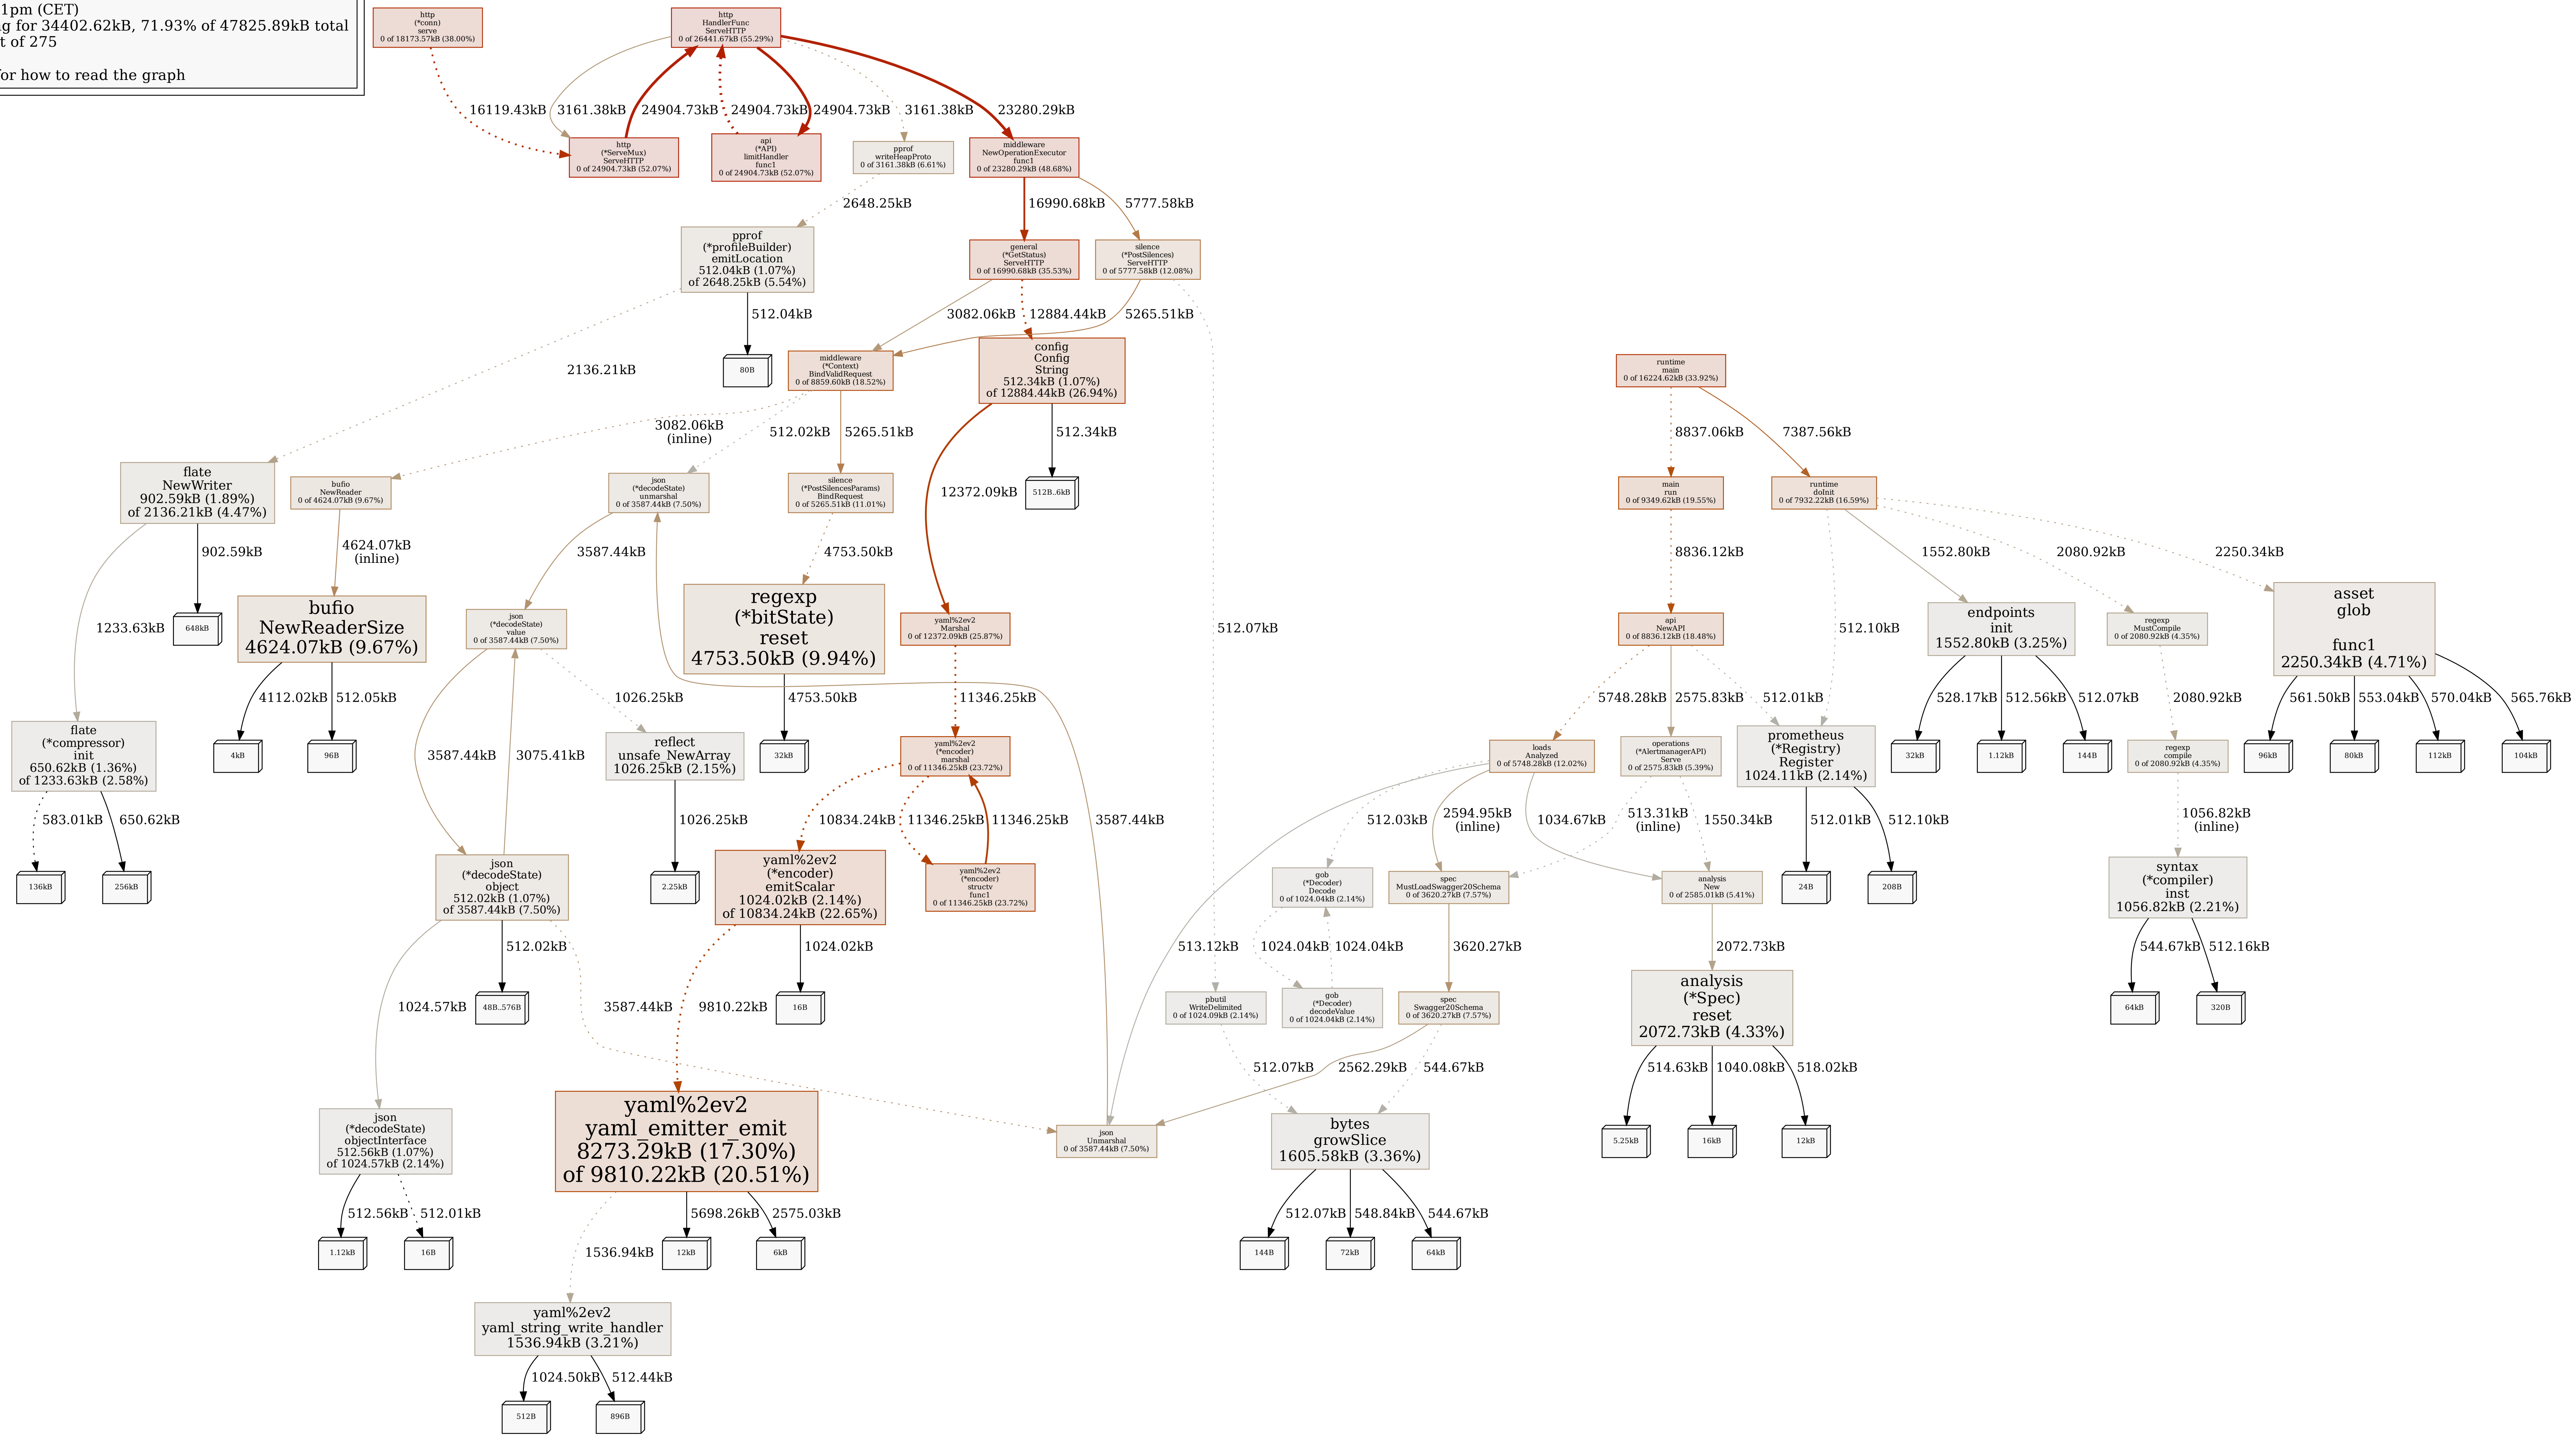 1pm (CET)
g for 34402.62kB, 71.93% of 47825.89kB total
t of 275
or how to read the graph
http
(*conn)
serve
0 of 18173.57kB (38.00%)
http
HandlerFunc
ServeHTTP
0 of 26441.67kB (55.29%)
16119.43kB
3161.38kB
24904.73kB
24904.73kB
24904.73kB
3161.38kB
23280.29kB
http
(*ServeMux)
ServeHTTP
0 of 24904.73kB (52.07%)
api
(*API)
limitHandler
func1
0 of 24904.73kB (52.07%)
pprof
writeHeapProto
0 of 3161.38kB (6.61%)
middleware
NewOperationExecutor
func1
0 of 23280.29kB (48.68%)
2648.25kB
16990.68kB
5777.58kB
pprof
(*profileBuilder)
emitLocation
512.04kB (1.07%)
of 2648.25kB (5.54%)
general
(*GetStatus)
ServeHTTP
0 of 16990.68kB (35.53%)
silence
(*PostSilences)
ServeHTTP
0 of 5777.58kB (12.08%)
512.04kB
3082.06kB
12884.44kB
5265.51kB
2136.21kB
80B
middleware
(*Context)
BindValidRequest
0 of 8859.60kB (18.52%)
config
Config
String
512.34kB (1.07%)
of 12884.44kB (26.94%)
runtime
main
0 of 16224.62kB (33.92%)
3082.06kB
(inline)
512.02kB
5265.51kB
512.34kB
8837.06kB
7387.56kB
flate
NewWriter
902.59kB (1.89%)
of 2136.21kB (4.47%)
bufio
NewReader
0 of 4624.07kB (9.67%)
json
(*decodeState)
unmarshal
0 of 3587.44kB (7.50%)
silence
(*PostSilencesParams)
BindRequest
0 of 5265.51kB (11.01%)
12372.09kB
512B..6kB
main
run
0 of 9349.62kB (19.55%)
runtime
doInit
0 of 7932.22kB (16.59%)
902.59kB
4624.07kB
(inline)
3587.44kB
4753.50kB
8836.12kB
1552.80kB
2080.92kB
2250.34kB
1233.63kB
648kB
bufio
NewReaderSize
4624.07kB (9.67%)
json
(*decodeState)
value
0 of 3587.44kB (7.50%)
regexp
(*bitState)
reset
4753.50kB (9.94%)
yaml%2ev2
Marshal
0 of 12372.09kB (25.87%)
512.07kB
api
NewAPI
0 of 8836.12kB (18.48%)
512.10kB
endpoints
init
1552.80kB (3.25%)
regexp
MustCompile
0 of 2080.92kB (4.35%)
asset
glob
func1
2250.34kB (4.71%)
4112.02kB
512.05kB
1026.25kB
4753.50kB
11346.25kB
5748.28kB
2575.83kB
512.01kB
528.17kB
512.56kB
512.07kB
2080.92kB
561.50kB
553.04kB
570.04kB
565.76kB
flate
(*compressor)
init
650.62kB (1.36%)
of 1233.63kB (2.58%)
4kB
96B
3587.44kB
3075.41kB
reflect
unsafe_NewArray
1026.25kB (2.15%)
32kB
yaml%2ev2
(*encoder)
marshal
0 of 11346.25kB (23.72%)
loads
Analyzed
0 of 5748.28kB (12.02%)
operations
(*AlertmanagerAPI)
Serve
0 of 2575.83kB (5.39%)
prometheus
(*Registry)
Register
1024.11kB (2.14%)
32kB
1.12kB
144B
regexp
compile
0 of 2080.92kB (4.35%)
96kB
80kB
112kB
104kB
583.01kB
650.62kB
1026.25kB
10834.24kB
11346.25kB
11346.25kB
3587.44kB
512.03kB
2594.95kB
(inline)
1034.67kB
513.31kB
(inline)
1550.34kB
512.01kB
512.10kB
1056.82kB
(inline)
136kB
256kB
json
(*decodeState)
object
512.02kB (1.07%)
of 3587.44kB (7.50%)
2.25kB
yaml%2ev2
(*encoder)
emitScalar
1024.02kB (2.14%)
of 10834.24kB (22.65%)
yaml%2ev2
(*encoder)
structv
func1
0 of 11346.25kB (23.72%)
gob
(*Decoder)
Decode
0 of 1024.04kB (2.14%)
spec
MustLoadSwagger20Schema
0 of 3620.27kB (7.57%)
analysis
New
0 of 2585.01kB (5.41%)
24B
208B
syntax
(*compiler)
inst
1056.82kB (2.21%)
512.02kB
1024.02kB
513.12kB
1024.04kB
1024.04kB
3620.27kB
2072.73kB
544.67kB
512.16kB
1024.57kB
48B..576B
3587.44kB
9810.22kB
16B
pbutil
WriteDelimited
0 of 1024.09kB (2.14%)
gob
(*Decoder)
decodeValue
0 of 1024.04kB (2.14%)
spec
Swagger20Schema
0 of 3620.27kB (7.57%)
analysis
(*Spec)
reset
2072.73kB (4.33%)
64kB
320B
512.07kB
2562.29kB
544.67kB
514.63kB
1040.08kB
518.02kB
json
(*decodeState)
objectInterface
512.56kB (1.07%)
of 1024.57kB (2.14%)
yaml%2ev2
yaml_emitter_emit
8273.29kB (17.30%)
of 9810.22kB (20.51%)
json
Unmarshal
0 of 3587.44kB (7.50%)
bytes
growSlice
1605.58kB (3.36%)
5.25kB
16kB
12kB
512.56kB
512.01kB
5698.26kB
2575.03kB
512.07kB
548.84kB
544.67kB
1.12kB
16B
1536.94kB
12kB
6kB
144B
72kB
64kB
yaml%2ev2
yaml_string_write_handler
1536.94kB (3.21%)
1024.50kB
512.44kB
512B
896B